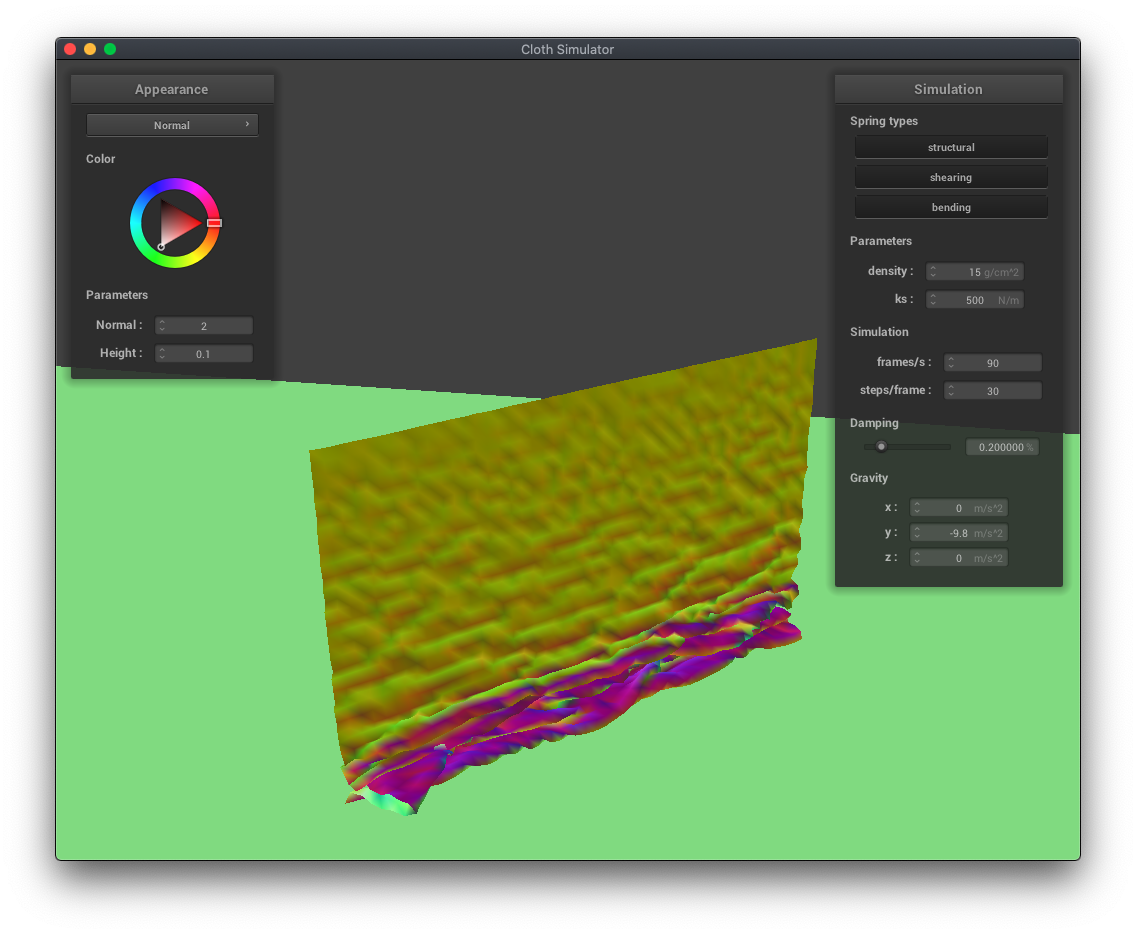 Cloth Simulator
Appearance
Normal
Color
Parameters
Normal : 2
Height : 0.1
Simulation
Spring types
structural
shearing
bending
Parameters
density : 15 g/cm^2
ks : 500 N/m
Simulation
frames/s : 90
steps/frame : 30
Damping
0.200000 %
Gravity
x : 0 m/s^2
y : -9.8 m/s^2
z : 0 m/s^2